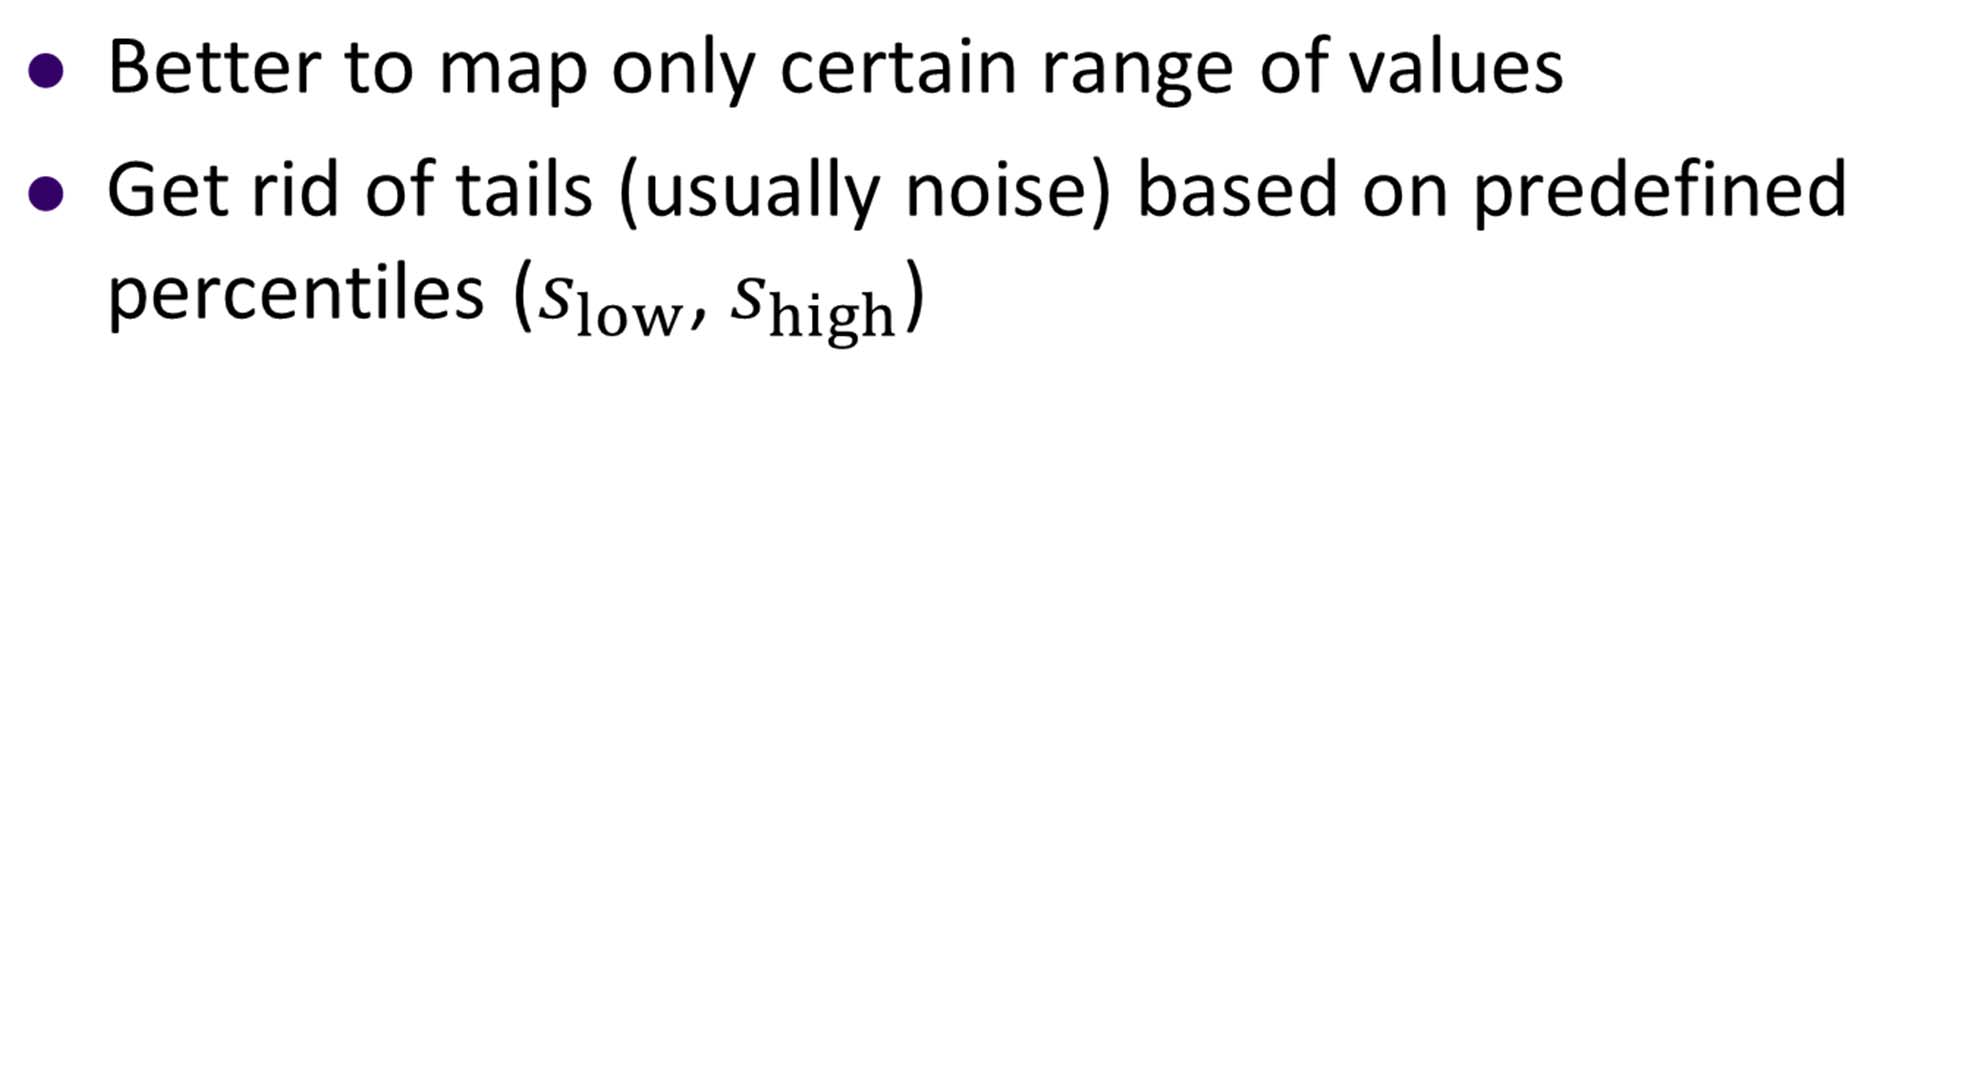 • Better to map only certain range of values
• Get rid of tails (usually noise) based on predefined
percentiles (s_low, s_high)